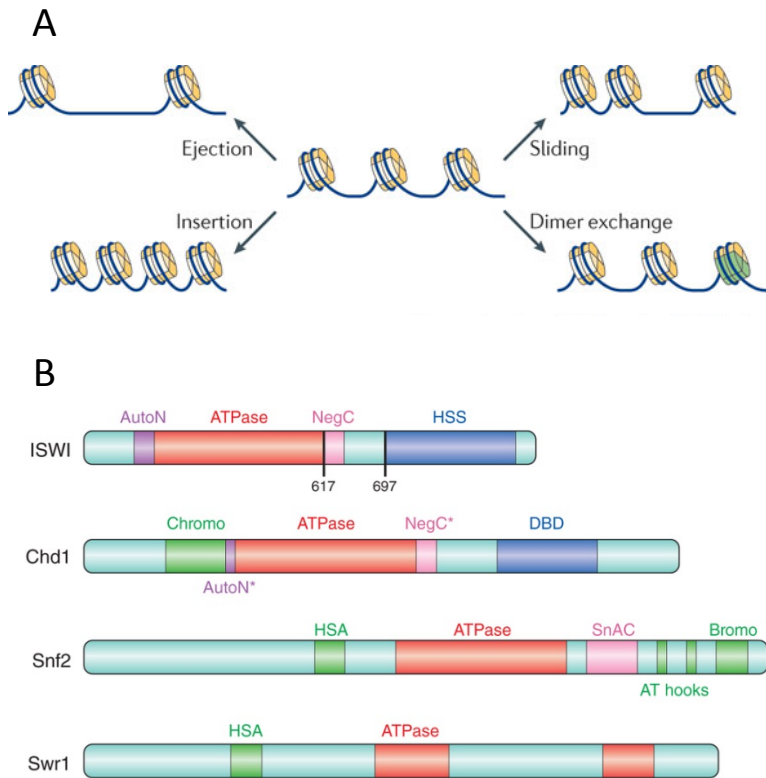 A
Ejection
Sliding
Insertion
Dimer exchange
B
AutoN ATPase NegC HSS
ISWI
617 697
Chromo ATPase NegC* DBD
Chd1
AutoN*
HSA ATPase SnAC Bromo
Snf2
AT hooks
HSA ATPase
Swr1